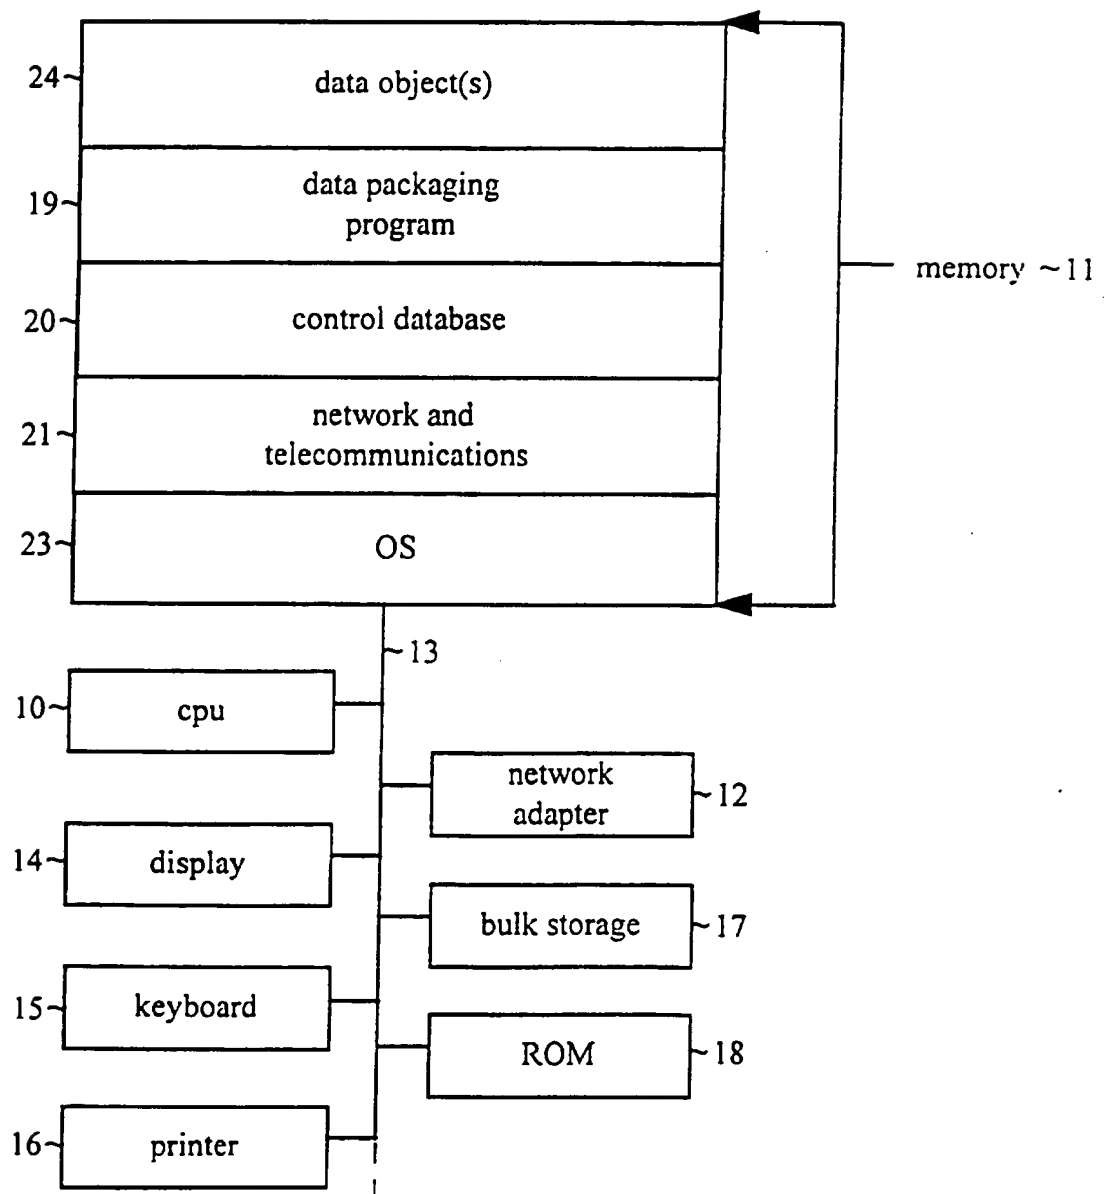 24~
data object(s)
19~
data packaging
program
memory ~11
20~
control database
21~
network and
telecommunications
23~
OS
~13
10~
cpu
network
adapter
~12
14~
display
bulk storage
~17
15~
keyboard
ROM
~18
16~
printer